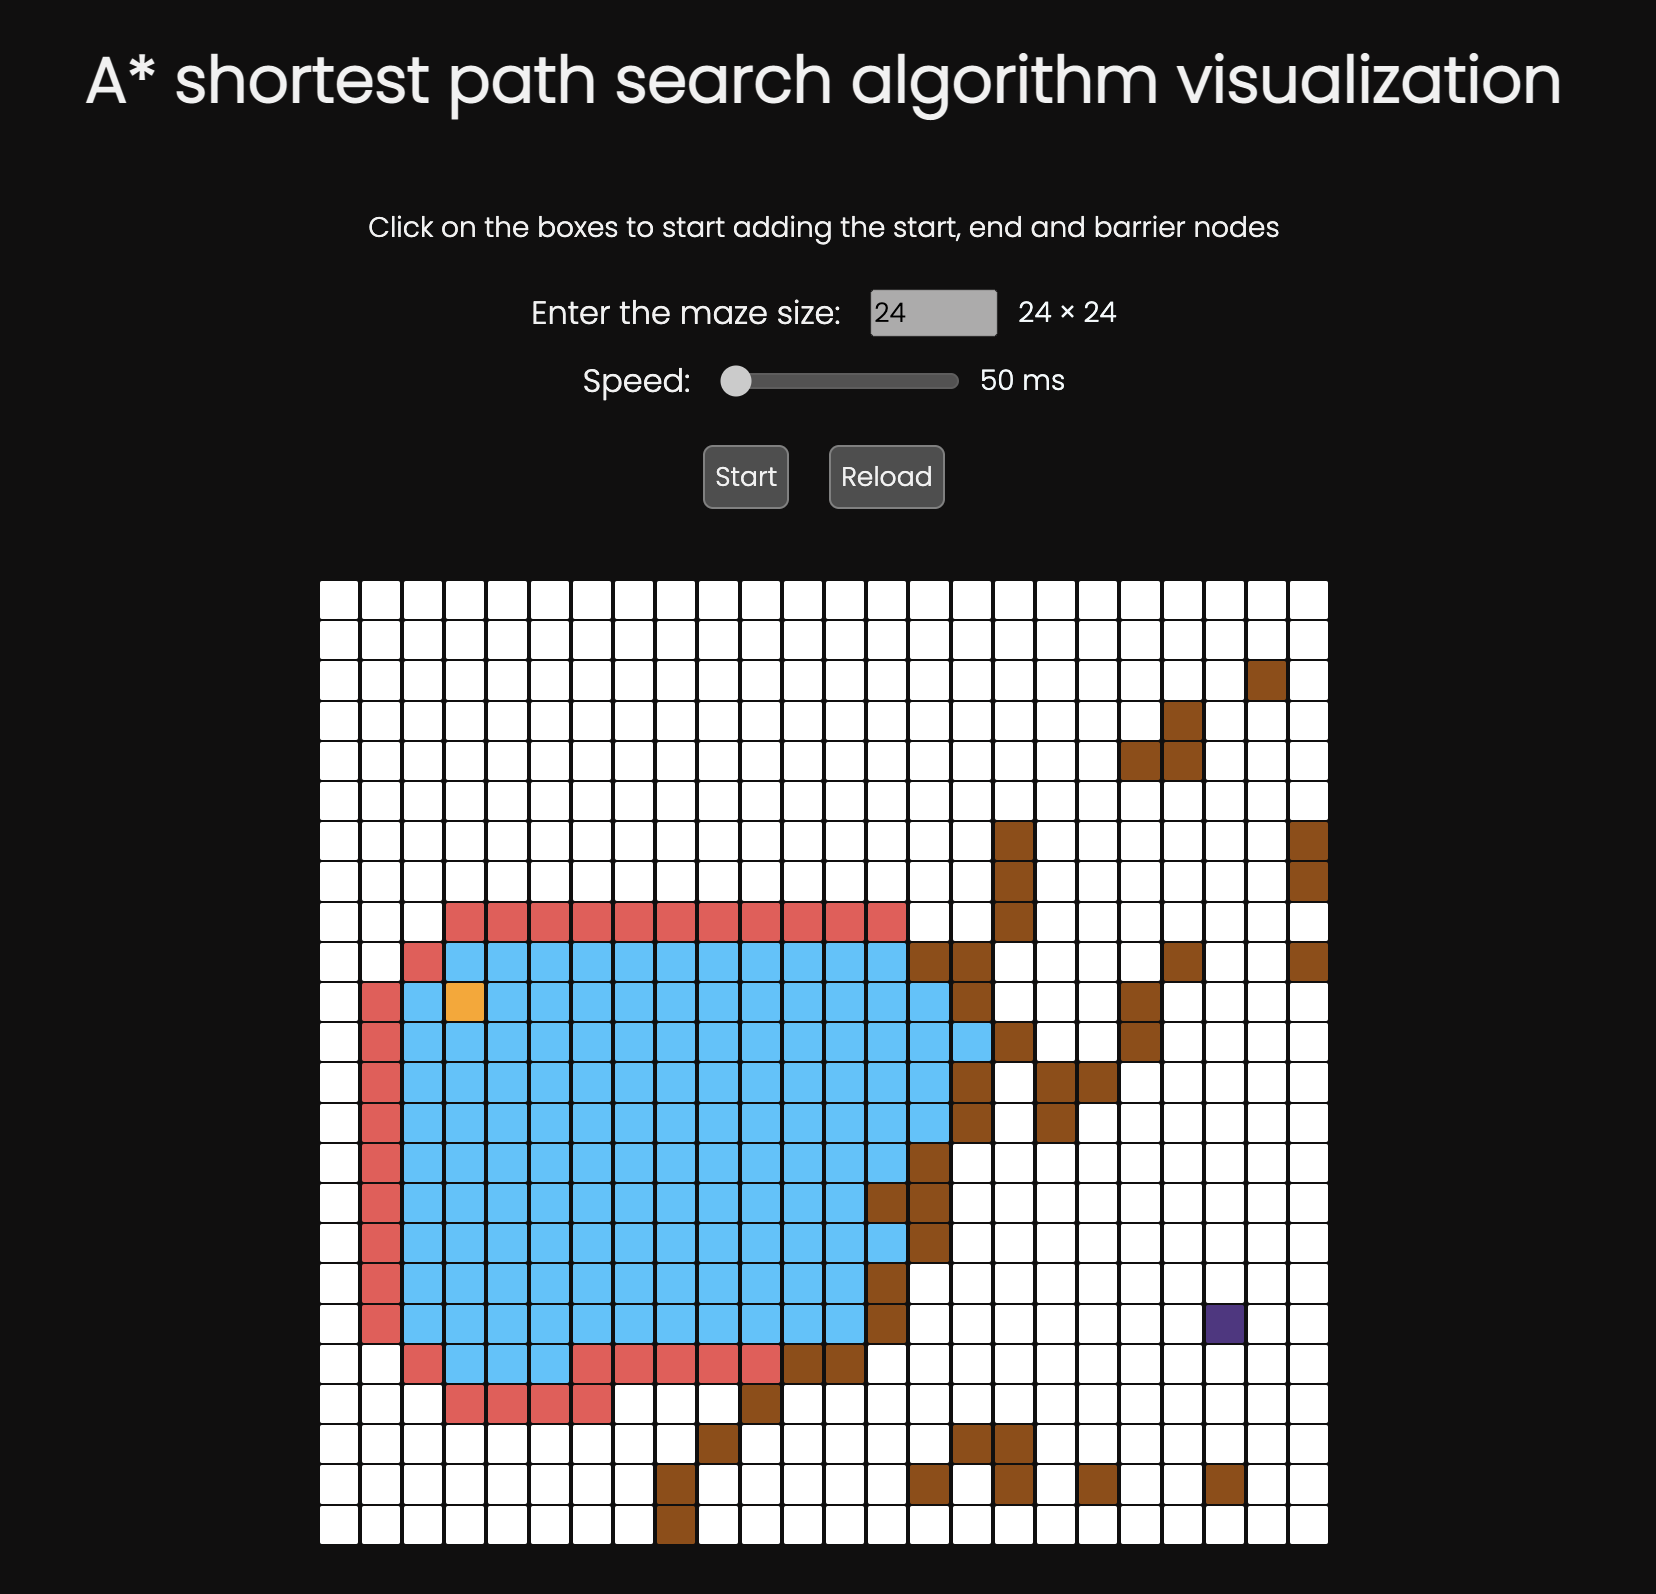 A* shortest path search algorithm visualization
Click on the boxes to start adding the start, end and barrier nodes
Enter the maze size: 24 24 × 24
Speed: 50 ms
Start Reload